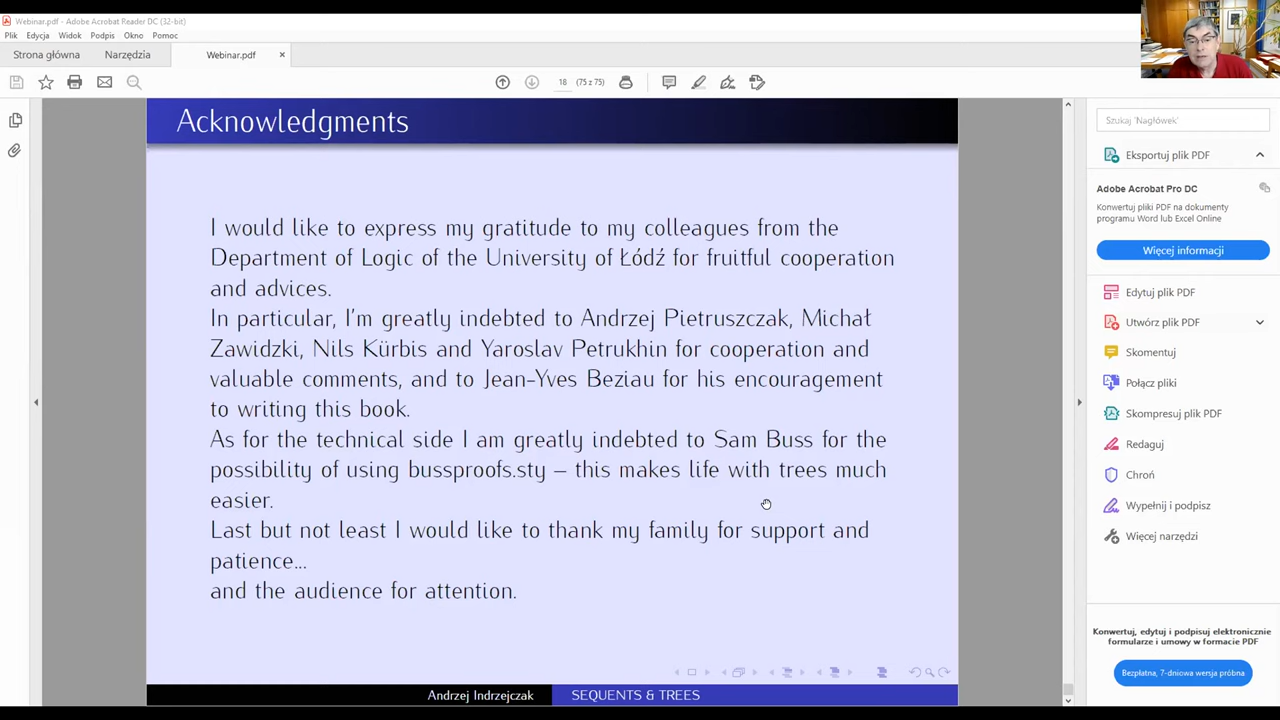 Webinar.pdf - Adobe Acrobat Reader DC (32-bit)
Plik Edycja Widok Podpis Okno Pomoc
Strona główna Narzędzia Webinar.pdf ×
18 (75 z 75)
Acknowledgments
I would like to express my gratitude to my colleagues from the
Department of Logic of the University of Łódź for fruitful cooperation
and advices.
In particular, I'm greatly indebted to Andrzej Pietruszczak, Michał
Zawidzki, Nils Kürbis and Yaroslav Petrukhin for cooperation and
valuable comments, and to Jean-Yves Beziau for his encouragement
to writing this book.
As for the technical side I am greatly indebted to Sam Buss for the
possibility of using bussproofs.sty – this makes life with trees much
easier.
Last but not least I would like to thank my family for support and
patience...
and the audience for attention.
Andrzej Indrzejczak SEQUENTS & TREES
Szukaj 'Nagłówek'
Eksportuj plik PDF
Adobe Acrobat Pro DC
Konwertuj pliki PDF na dokumenty
programu Word lub Excel Online
Więcej informacji
Edytuj plik PDF
Utwórz plik PDF
Skomentuj
Połącz pliki
Skompresuj plik PDF
Redaguj
Chroń
Wypełnij i podpisz
Więcej narzędzi
Konwertuj, edytuj i podpisuj elektronicznie
formularze i umowy w formacie PDF
Bezpłatna, 7-dniowa wersja próbna